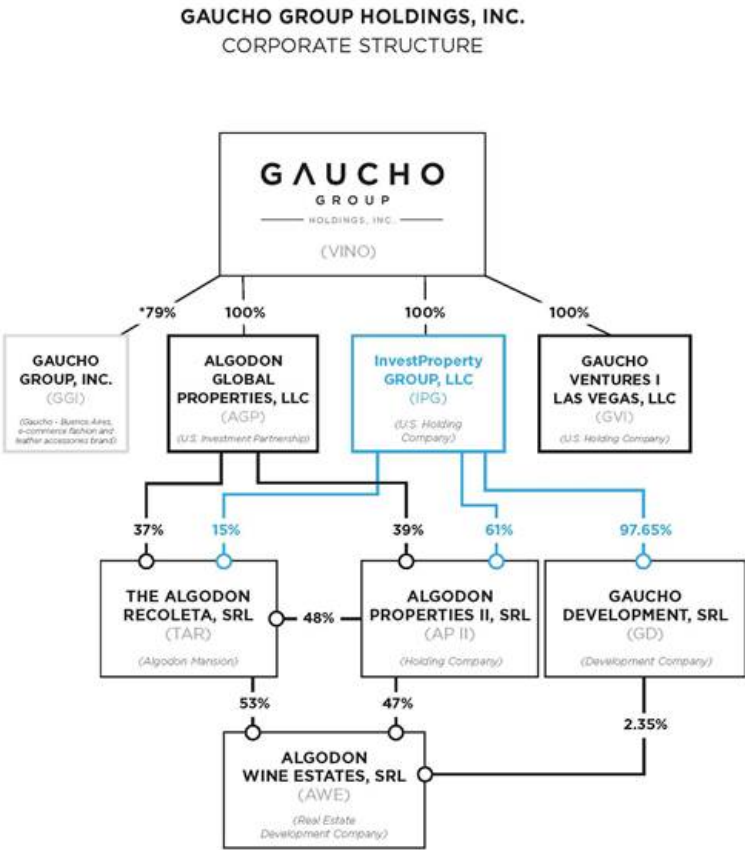 GAUCHO GROUP HOLDINGS, INC.
CORPORATE STRUCTURE
GΛUCHO
GROUP
HOLDINGS, INC.
(VINO)
*79%
100%
100%
100%
GAUCHO
GROUP, INC.
(GGI)
(Gaucho - Buenos Aires,
e-commerce fashion and
leather accessories brand)
ALGODON
GLOBAL
PROPERTIES, LLC
(AGP)
(U.S. Investment Partnership)
InvestProperty
GROUP, LLC
(IPG)
(U.S. Holding
Company)
GAUCHO
VENTURES I
LAS VEGAS, LLC
(GVI)
(U.S. Holding Company)
37%
15%
39%
61%
97.65%
THE ALGODON
RECOLETA, SRL
(TAR)
(Algodon Mansion)
48%
ALGODON
PROPERTIES II, SRL
(AP II)
(Holding Company)
GAUCHO
DEVELOPMENT, SRL
(GD)
(Development Company)
53%
47%
2.35%
ALGODON
WINE ESTATES, SRL
(AWE)
(Real Estate
Development Company)